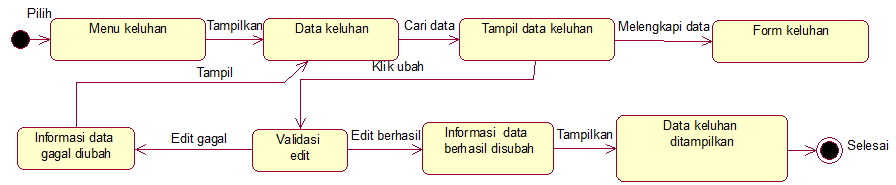 Pilih
Menu keluhan
Tampilkan
Data keluhan
Cari data
Tampil data keluhan
Melengkapi data
Form keluhan
Tampil
Klik ubah
Informasi data
gagal diubah
Edit gagal
Validasi
edit
Edit berhasil
Informasi data
berhasil disubah
Tampilkan
Data keluhan
ditampilkan
Selesai